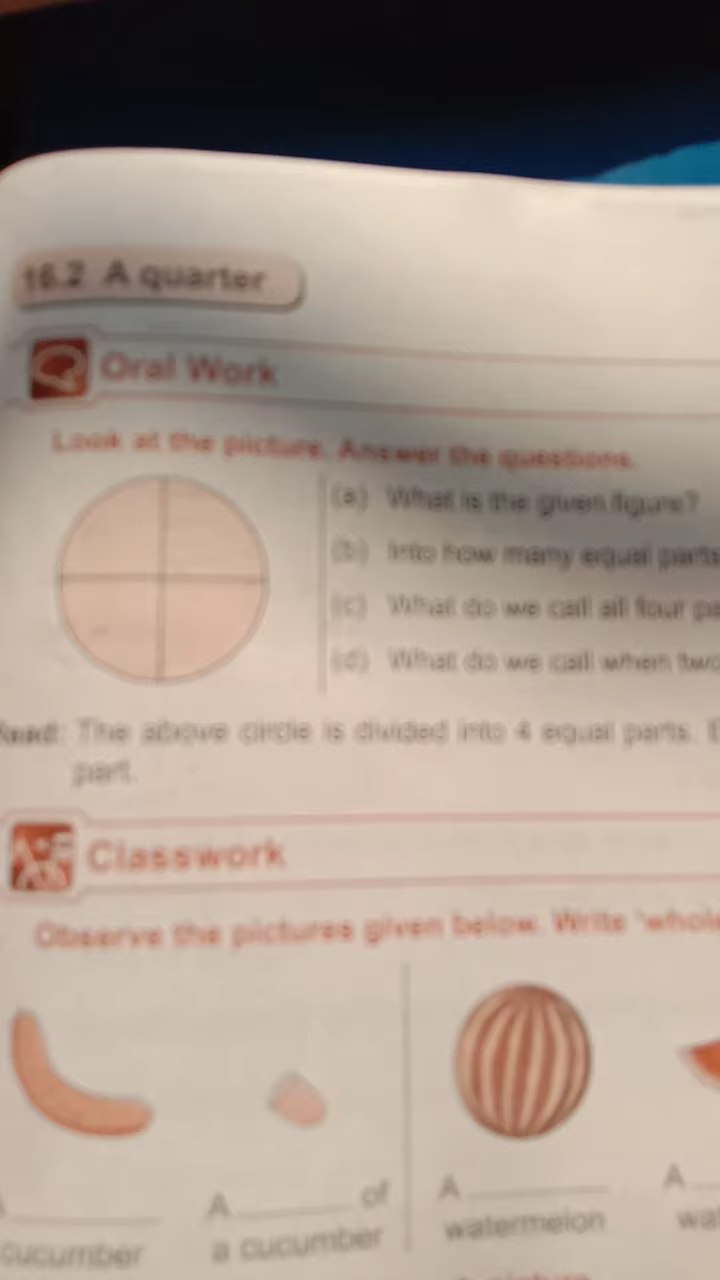 16.2 A quarter
Oral Work
Look at the picture. Answer the questions.
(a) What is the given figure?
(b) Into how many equal parts
(c) What do we call all four
(d) What do we call when two
Read: The above circle is divided into 4 equal parts.
part.
Classwork
Observe the pictures given below. Write 'whole
A
cucumber
A of
a cucumber
A
watermelon
A